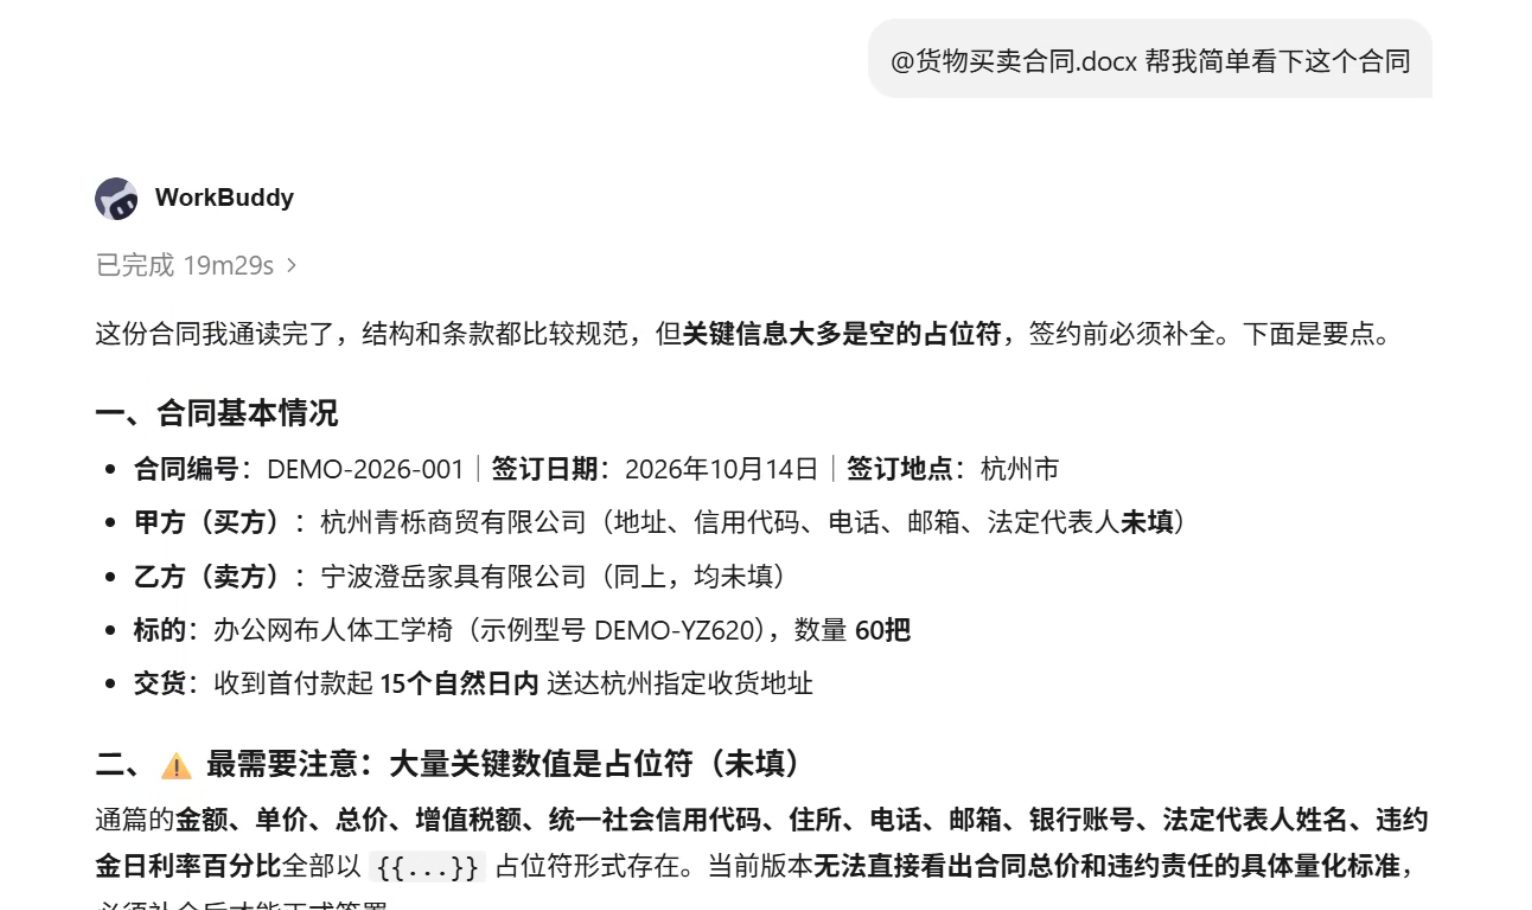 @货物买卖合同.docx 帮我简单看下这个合同
WorkBuddy
已完成 19m29s >
这份合同我通读完了，结构和条款都比较规范，但关键信息大多是空的占位符，签约前必须补全。下面是要点。
一、合同基本情况
• 合同编号：DEMO-2026-001｜签订日期：2026年10月14日｜签订地点：杭州市
• 甲方（买方）：杭州青栎商贸有限公司（地址、信用代码、电话、邮箱、法定代表人未填）
• 乙方（卖方）：宁波澄岳家具有限公司（同上，均未填）
• 标的：办公网布人体工学椅（示例型号 DEMO-YZ620），数量 60把
• 交货：收到首付款起 15个自然日内 送达杭州指定收货地址
二、⚠️ 最需要注意：大量关键数值是占位符（未填）
通篇的金额、单价、总价、增值税额、统一社会信用代码、住所、电话、邮箱、银行账号、法定代表人姓名、违约
金日利率百分比全部以 {{...}} 占位符形式存在。当前版本无法直接看出合同总价和违约责任的具体量化标准，